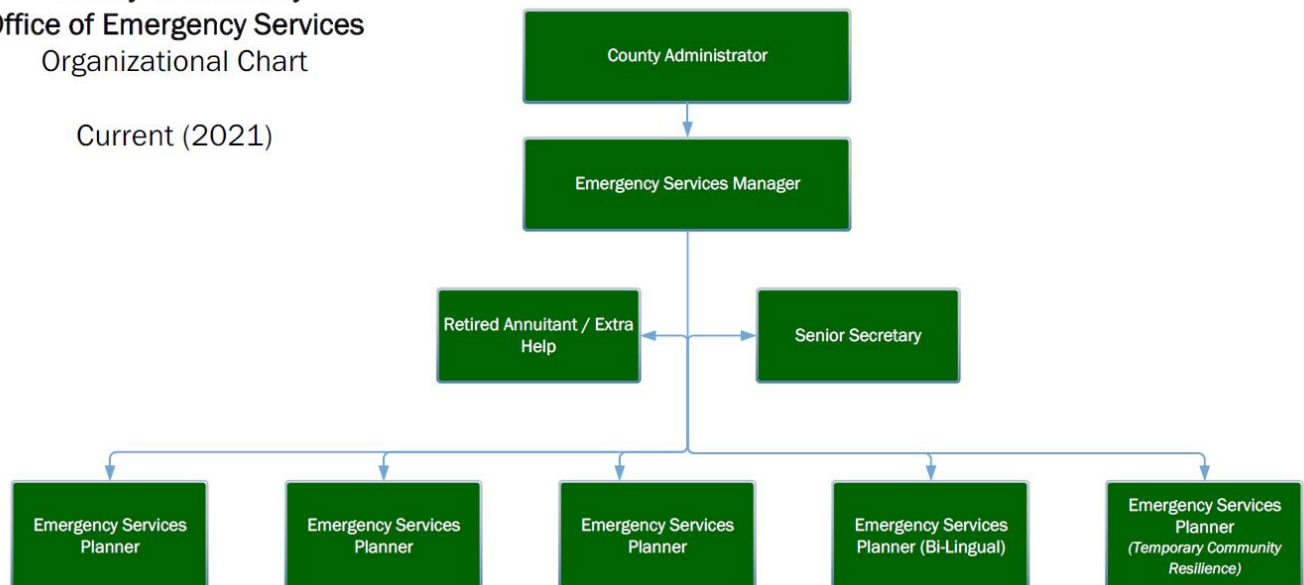 Office of Emergency Services
Organizational Chart
Current (2021)
County Administrator
Emergency Services Manager
Retired Annuitant / Extra
Help
Senior Secretary
Emergency Services
Planner
Emergency Services
Planner
Emergency Services
Planner
Emergency Services
Planner (Bi-Lingual)
Emergency Services
Planner
(Temporary Community
Resilience)